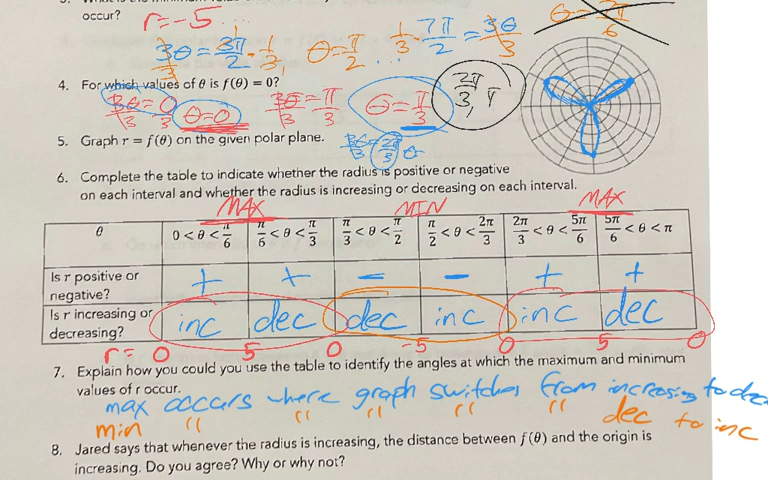 occur? r = -5 ...
3θ/3 = 3π/2 · 1/3, θ = π/2 ... 1/3 · 7π/2 = 3θ/3
4. For which values of θ is f(θ) = 0?
3θ/3 = 0/3 θ = 0 3θ/3 = π/3 θ = π/3 2π/3, π
5. Graph r = f(θ) on the given polar plane.
6. Complete the table to indicate whether the radius is positive or negative
on each interval and whether the radius is increasing or decreasing on each interval.
MAX MIN MAX
θ 0 < θ < π/6 π/6 < θ < π/3 π/3 < θ < π/2 π/2 < θ < 2π/3 2π/3 < θ < 5π/6 5π/6 < θ < π
Is r positive or negative? + + - - + +
Is r increasing or decreasing? inc dec dec inc inc dec
r = 0 5 0 -5 0 5 0
7. Explain how you could you use the table to identify the angles at which the maximum and minimum
values of r occur.
max occurs where graph switches from increasing to dec
min " " " " " dec to inc
8. Jared says that whenever the radius is increasing, the distance between f(θ) and the origin is
increasing. Do you agree? Why or why not?